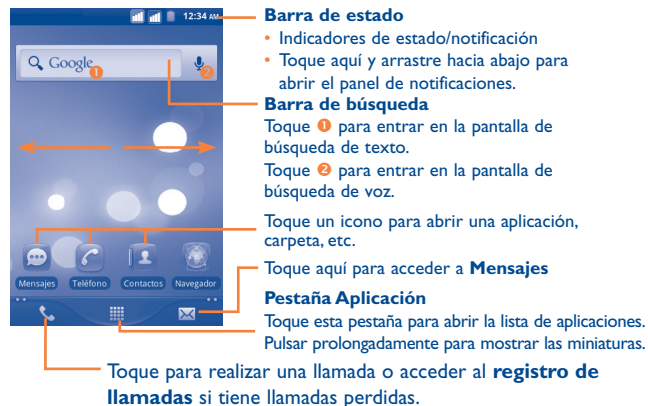 12:34 AM
Barra de estado
• Indicadores de estado/notificación
• Toque aquí y arrastre hacia abajo para
abrir el panel de notificaciones.
Google
❶
❷
Barra de búsqueda
Toque ❶ para entrar en la pantalla de
búsqueda de texto.
Toque ❷ para entrar en la pantalla de
búsqueda de voz.
Toque un icono para abrir una aplicación,
carpeta, etc.
Mensajes Teléfono Contactos Navegador
Toque aquí para acceder a Mensajes
Pestaña Aplicación
Toque esta pestaña para abrir la lista de aplicaciones.
Pulsar prolongadamente para mostrar las miniaturas.
Toque para realizar una llamada o acceder al registro de
llamadas si tiene llamadas perdidas.